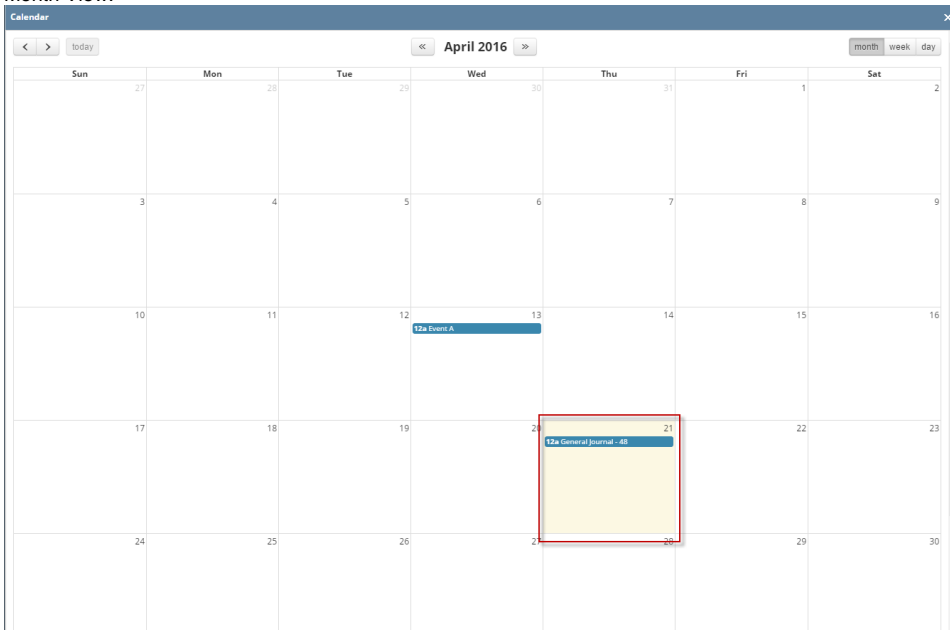 Month View:
Calendar ×
< > today « April 2016 » month week day
Sun Mon Tue Wed Thu Fri Sat
27 28 29 30 31 1 2
3 4 5 6 7 8 9
10 11 12 13 14 15 16
12a Event A
17 18 19 20 21 22 23
12a General Journal - 48
24 25 26 27 28 29 30